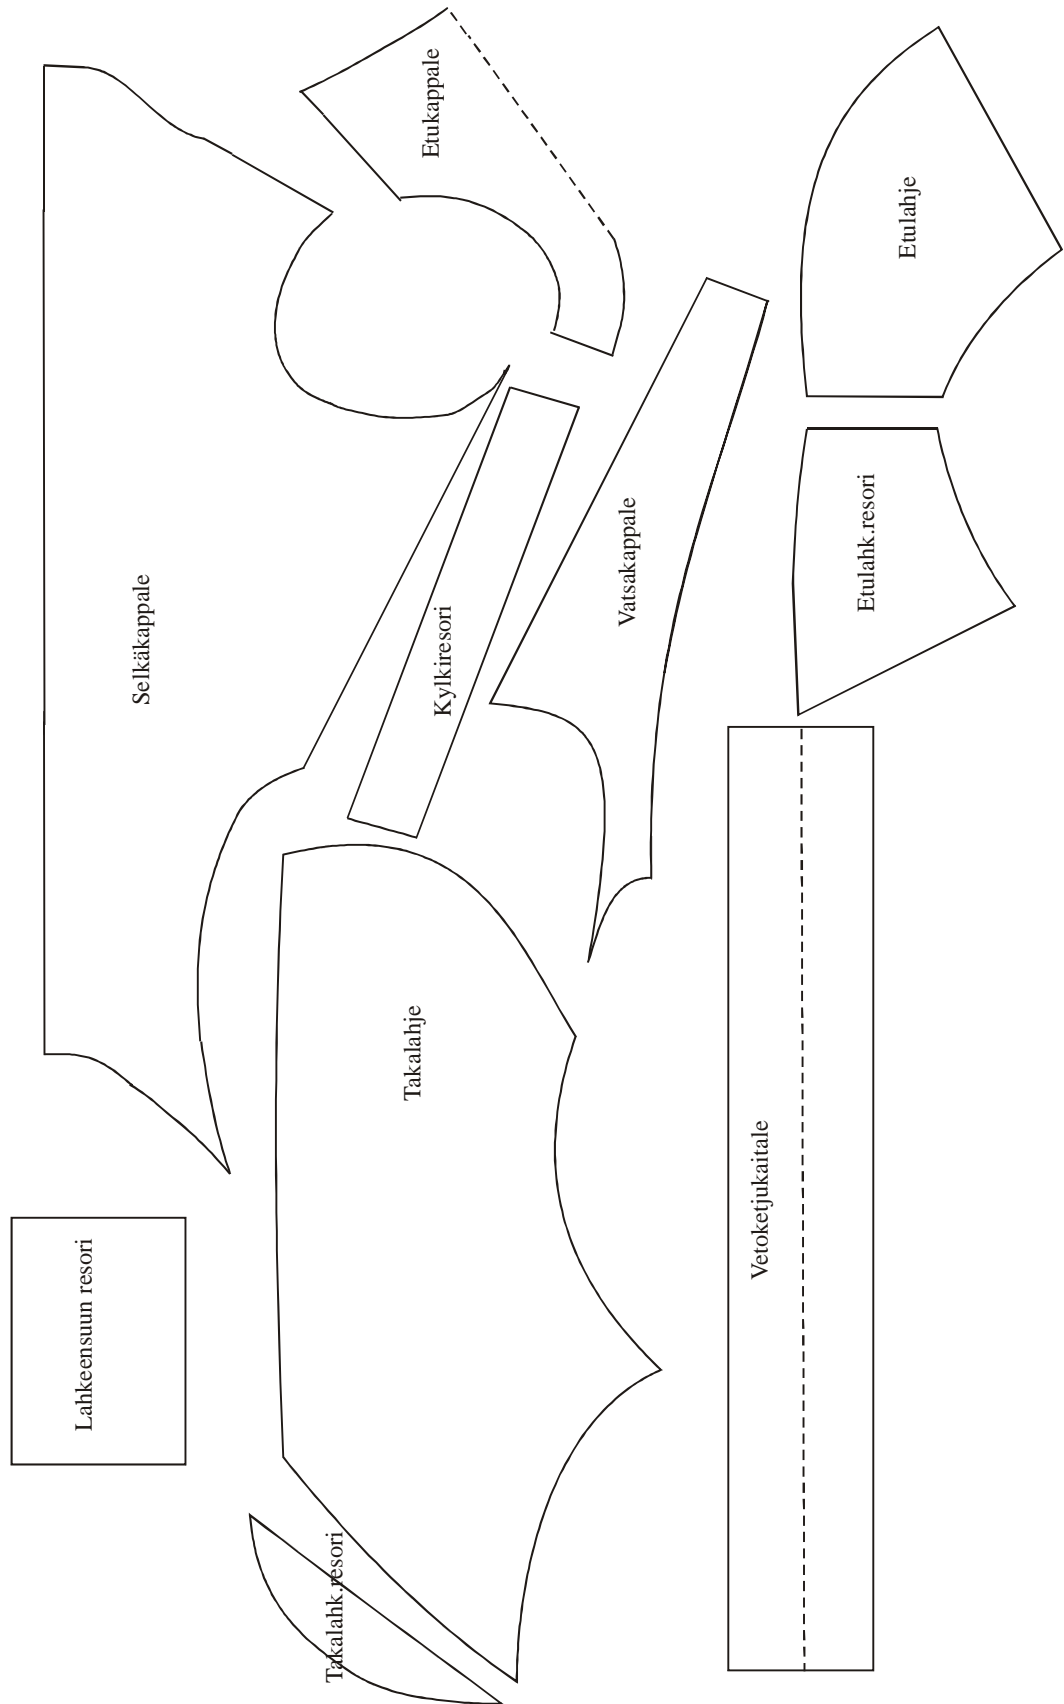 Etukappale
Etulahje
Selkäkappale
Vatsakappale
Etulahk.resori
Kylkiresori
Takalahje
Vetoketjukaitale
Lahkeensuun resori
Takalahk.resori